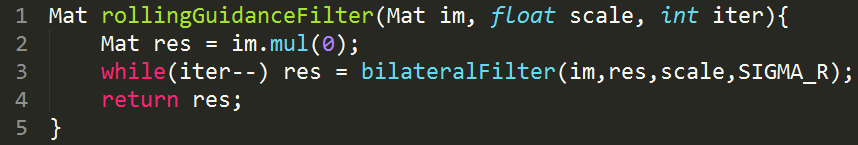 1 Mat rollingGuidanceFilter(Mat im, float scale, int iter){
2     Mat res = im.mul(0);
3     while(iter--) res = bilateralFilter(im,res,scale,SIGMA_R);
4     return res;
5 }